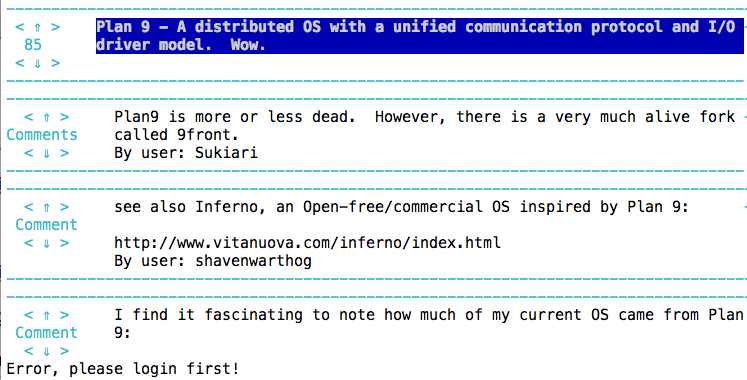 < ⇑ > Plan 9 – A distributed OS with a unified communication protocol and I/O
85 driver model.  Wow.
< ⇓ >
< ⇑ > Plan9 is more or less dead.  However, there is a very much alive fork
Comments called 9front.
< ⇓ > By user: Sukiari
< ⇑ > see also Inferno, an Open–free/commercial OS inspired by Plan 9:
Comment
< ⇓ > http://www.vitanuova.com/inferno/index.html
By user: shavenwarthog
< ⇑ > I find it fascinating to note how much of my current OS came from Plan
Comment 9:
< ⇓ >
Error, please login first!